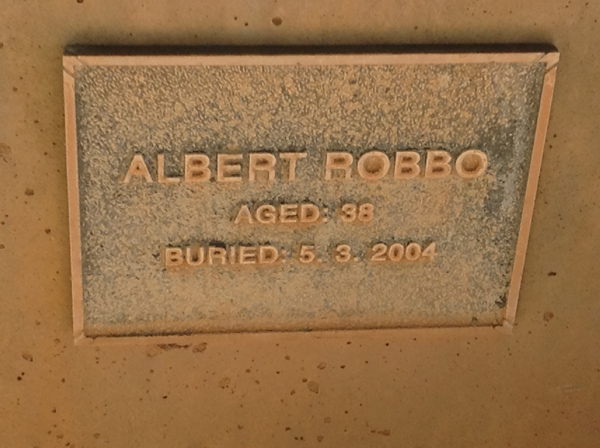 ALBERT ROBBO
AGED: 38
BURIED: 5. 3. 2004